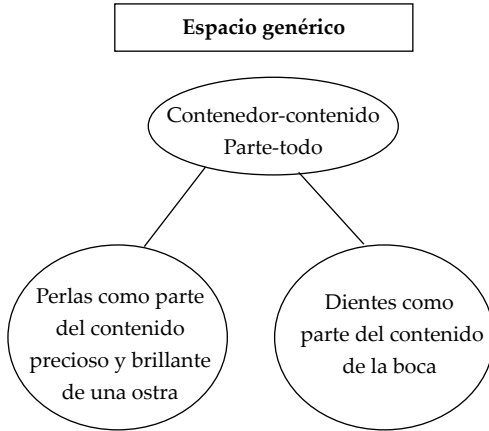 Espacio genérico
Contenedor-contenido
Parte-todo
Perlas como parte
del contenido
precioso y brillante
de una ostra
Dientes como
parte del contenido
de la boca